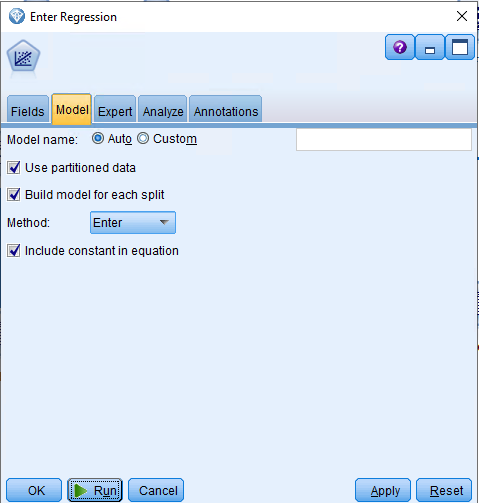 Enter Regression
Fields Model Expert Analyze Annotations
Model name: Auto Custom
Use partitioned data
Build model for each split
Method: Enter
Include constant in equation
OK Run Cancel Apply Reset